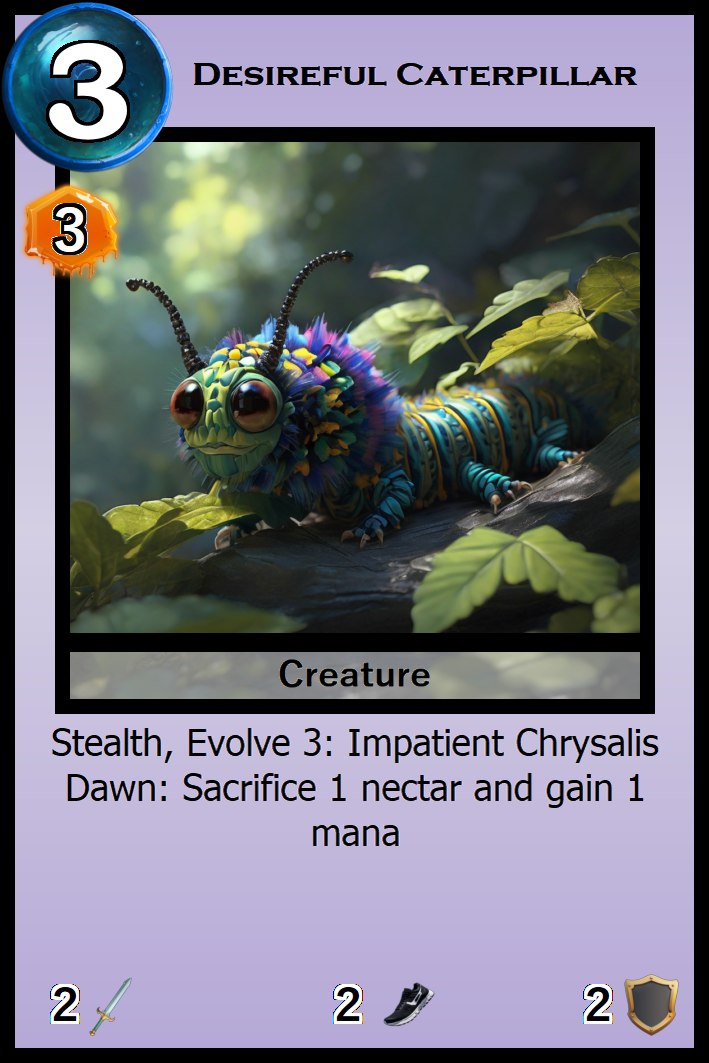 3
Desireful Caterpillar
3
Creature
Stealth, Evolve 3: Impatient Chrysalis
Dawn: Sacrifice 1 nectar and gain 1
mana
2 2 2